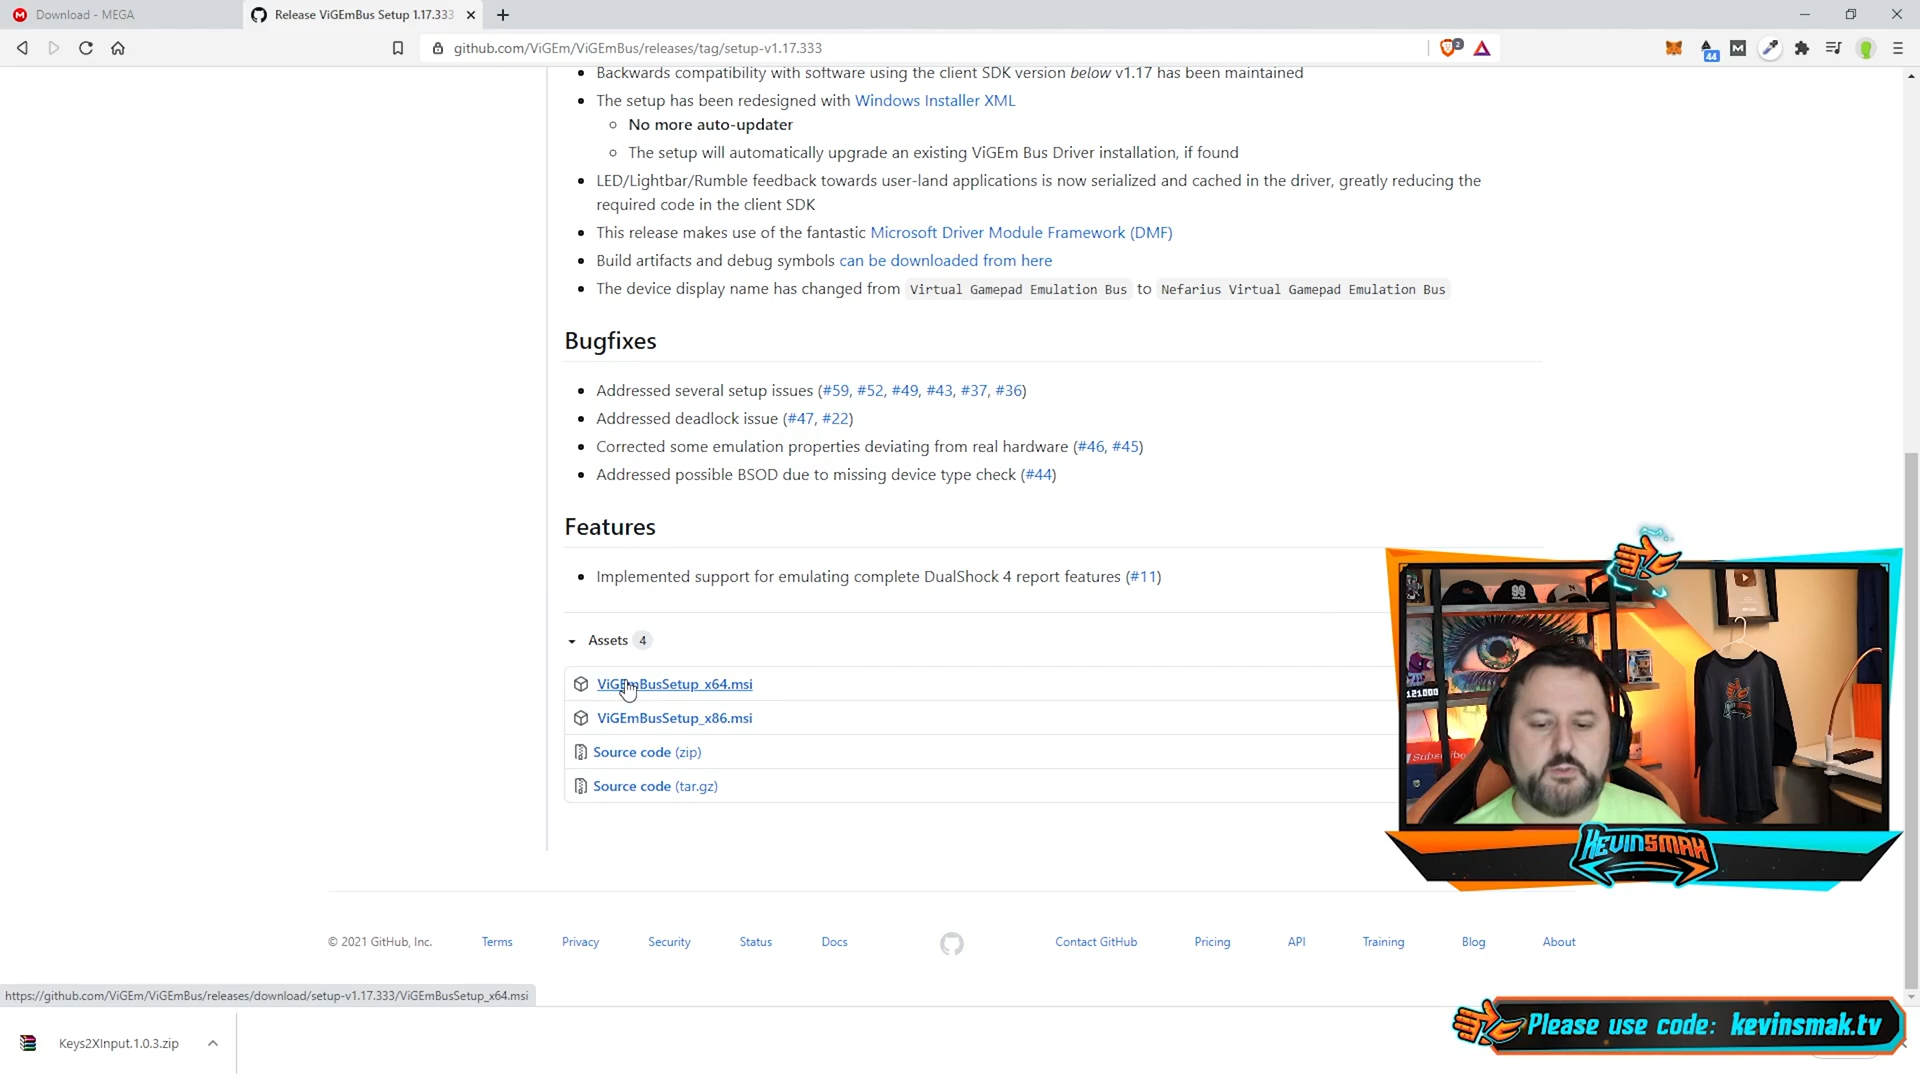 Download - MEGA
Release ViGEmBus Setup 1.17.333
github.com/ViGEm/ViGEmBus/releases/tag/setup-v1.17.333
2
44
Backwards compatibility with software using the client SDK version below v1.17 has been maintained
The setup has been redesigned with Windows Installer XML
No more auto-updater
The setup will automatically upgrade an existing ViGEm Bus Driver installation, if found
LED/Lightbar/Rumble feedback towards user-land applications is now serialized and cached in the driver, greatly reducing the
required code in the client SDK
This release makes use of the fantastic Microsoft Driver Module Framework (DMF)
Build artifacts and debug symbols can be downloaded from here
The device display name has changed from Virtual Gamepad Emulation Bus to Nefarius Virtual Gamepad Emulation Bus
Bugfixes
Addressed several setup issues (#59, #52, #49, #43, #37, #36)
Addressed deadlock issue (#47, #22)
Corrected some emulation properties deviating from real hardware (#46, #45)
Addressed possible BSOD due to missing device type check (#44)
Features
Implemented support for emulating complete DualShock 4 report features (#11)
Assets 4
ViGEmBusSetup_x64.msi
ViGEmBusSetup_x86.msi
Source code (zip)
Source code (tar.gz)
99
KEVINSMAK
© 2021 GitHub, Inc. Terms Privacy Security Status Docs Contact GitHub Pricing API Training Blog About
https://github.com/ViGEm/ViGEmBus/releases/download/setup-v1.17.333/ViGEmBusSetup_x64.msi
Keys2XInput.1.0.3.zip
Please use code: kevinsmak.tv